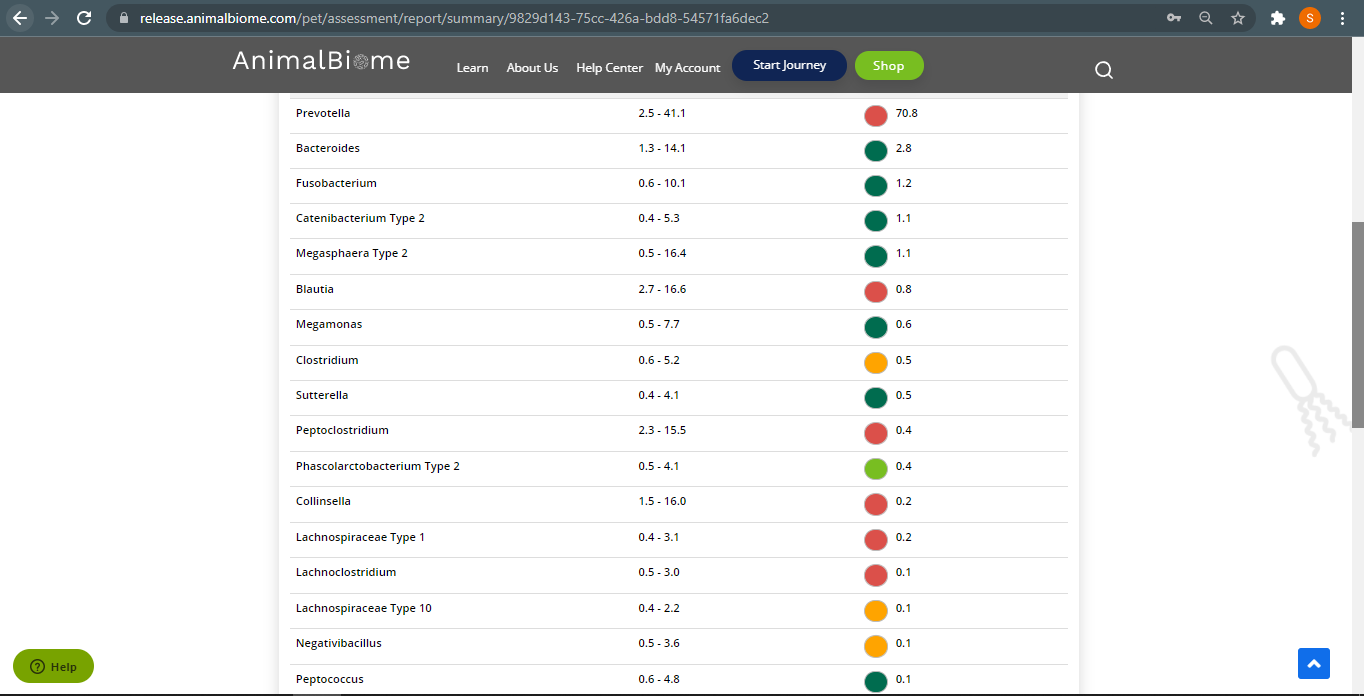 release.animalbiome.com/pet/assessment/report/summary/9829d143-75cc-426a-bdd8-54571fa6dec2
S
AnimalBiome
Learn About Us Help Center My Account Start Journey Shop
Prevotella 2.5 - 41.1 70.8
Bacteroides 1.3 - 14.1 2.8
Fusobacterium 0.6 - 10.1 1.2
Catenibacterium Type 2 0.4 - 5.3 1.1
Megasphaera Type 2 0.5 - 16.4 1.1
Blautia 2.7 - 16.6 0.8
Megamonas 0.5 - 7.7 0.6
Clostridium 0.6 - 5.2 0.5
Sutterella 0.4 - 4.1 0.5
Peptoclostridium 2.3 - 15.5 0.4
Phascolarctobacterium Type 2 0.5 - 4.1 0.4
Collinsella 1.5 - 16.0 0.2
Lachnospiraceae Type 1 0.4 - 3.1 0.2
Lachnoclostridium 0.5 - 3.0 0.1
Lachnospiraceae Type 10 0.4 - 2.2 0.1
Negativibacillus 0.5 - 3.6 0.1
Peptococcus 0.6 - 4.8 0.1
? Help